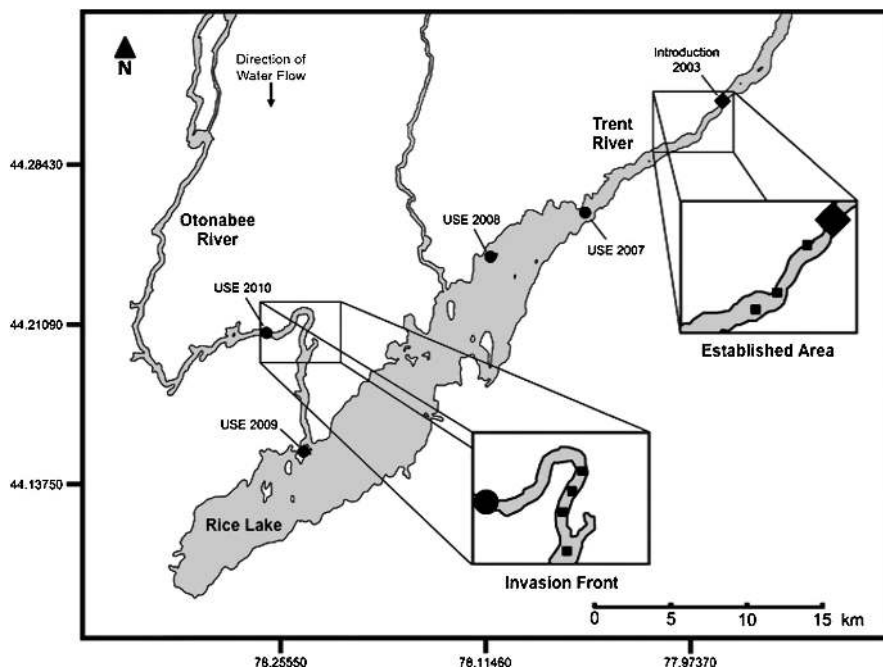 N
Direction of
Water Flow
Introduction
2003
Trent
River
44.28430
Otonabee
River
USE 2008
USE 2007
USE 2010
44.21090
Established Area
USE 2009
44.13750
Rice Lake
Invasion Front
0 5 10 15 km
78.25550 78.11460 77.97370